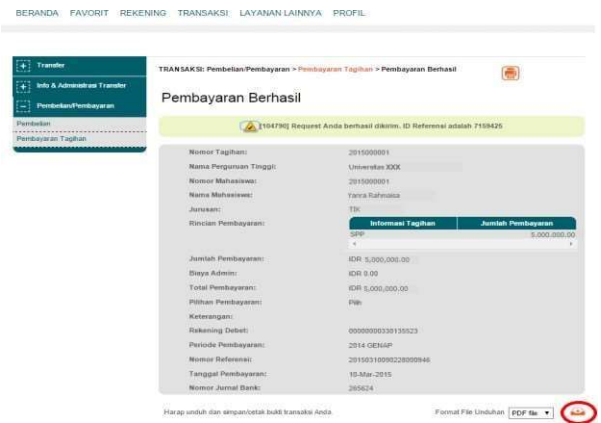 BERANDA FAVORIT REKENING TRANSAKSI LAYANAN LAINNYA PROFIL
Transfer
Info & Administrasi Transfer
Pembelian/Pembayaran
Pembelian
Pembayaran Tagihan
TRANSAKSI: Pembelian/Pembayaran > Pembayaran Tagihan > Pembayaran Berhasil
Pembayaran Berhasil
[104790] Request Anda berhasil dikirim. ID Referensi adalah 7159425
Nomor Tagihan: 2015000001
Nama Perguruan Tinggi: Universitas XXX
Nomor Mahasiswa: 2015000001
Nama Mahasiswa: Yanra Rahmaisa
Jurusan: TIK
Rincian Pembayaran: Informasi Tagihan Jumlah Pembayaran
SPP 5.000.000.00
Jumlah Pembayaran: IDR 5,000,000.00
Biaya Admin: IDR 0.00
Total Pembayaran: IDR 5,000,000.00
Pilihan Pembayaran: Pilih
Keterangan:
Rekening Debet: 00000000330135523
Periode Pembayaran: 2014 GENAP
Nomor Referensi: 20150310090228000946
Tanggal Pembayaran: 10-Mar-2015
Nomor Jurnal Bank: 265624
Harap unduh dan simpan/cetak bukti transaksi Anda. Format File Unduhan PDF file